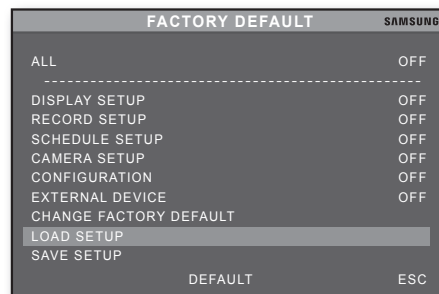 FACTORY DEFAULT SAMSUNG
ALL OFF
------------------------------------------------
DISPLAY SETUP OFF
RECORD SETUP OFF
SCHEDULE SETUP OFF
CAMERA SETUP OFF
CONFIGURATION OFF
EXTERNAL DEVICE OFF
CHANGE FACTORY DEFAULT
LOAD SETUP
SAVE SETUP
DEFAULT ESC